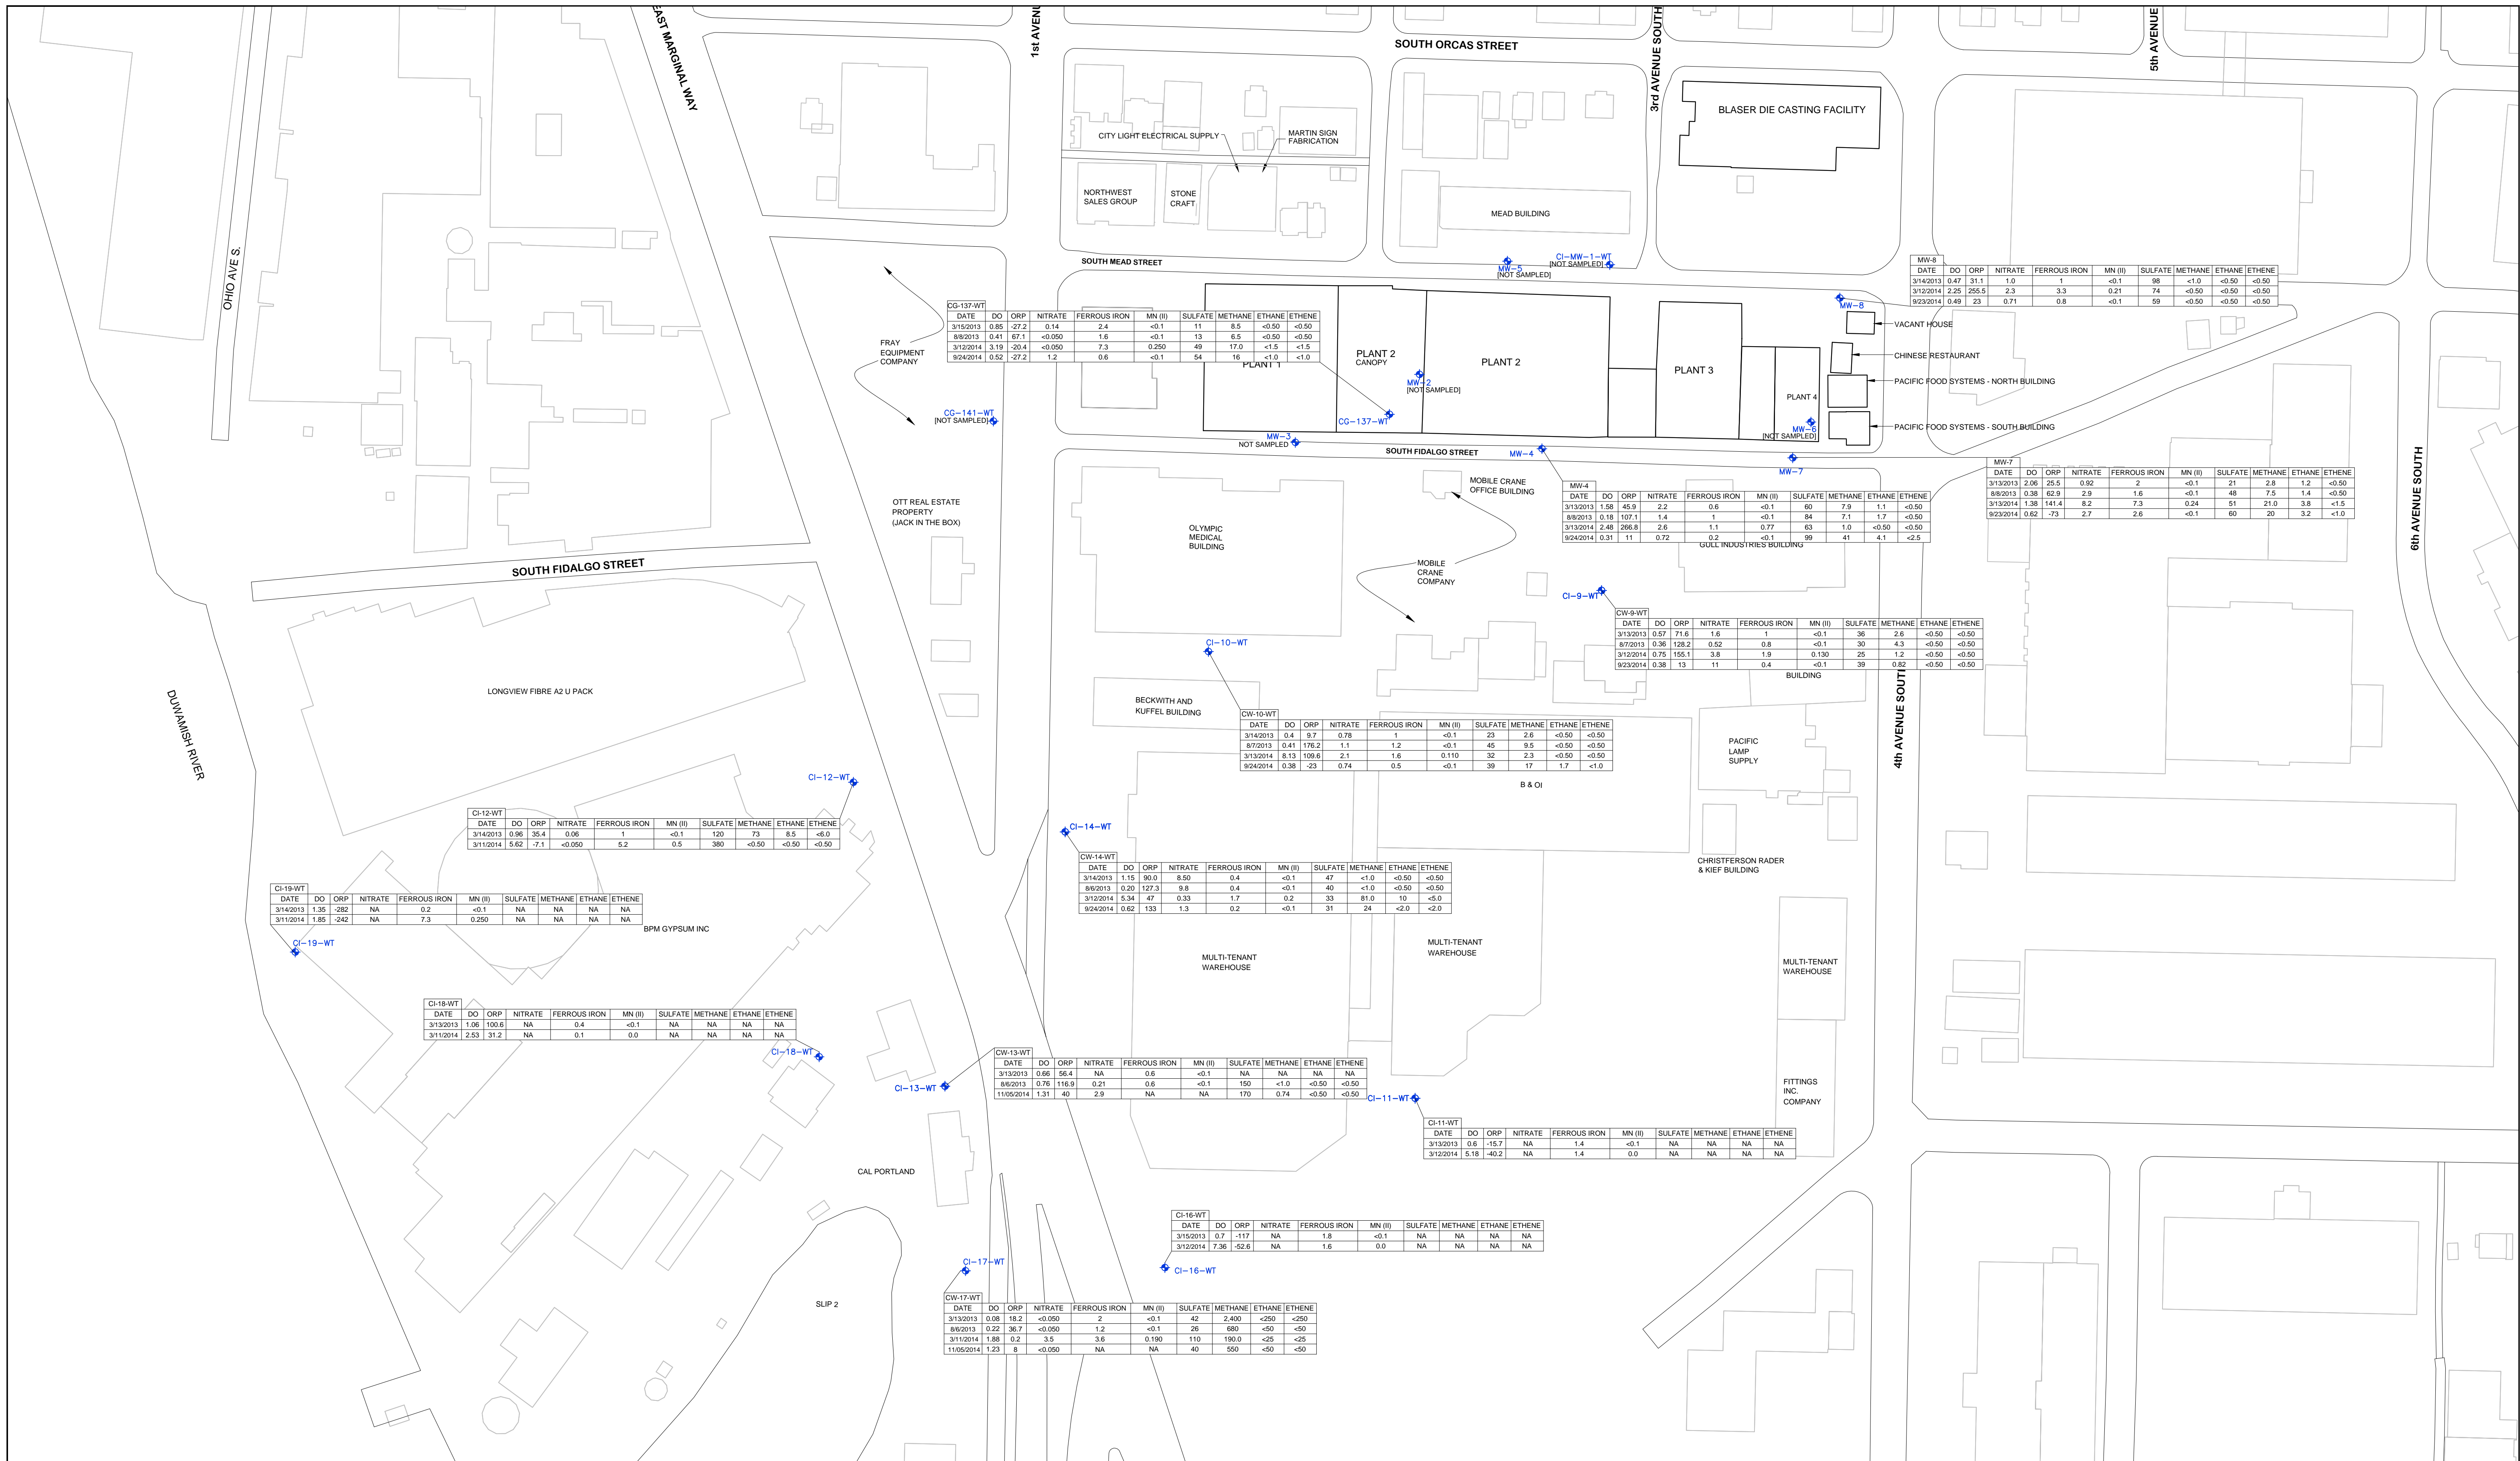 EAST MARGINAL WAY
1st AVENU
SOUTH ORCAS STREET
3rd AVENUE SOUTH
5th AVENUE
BLASER DIE CASTING FACILITY
CITY LIGHT ELECTRICAL SUPPLY
MARTIN SIGN
FABRICATION
NORTHWEST
SALES GROUP
STONE
CRAFT
MEAD BUILDING
OHIO AVE S.
SOUTH MEAD STREET
MW-5
[NOT SAMPLED]
CI-MW-1-WT
[NOT SAMPLED]
MW-8
DATE DO ORP NITRATE FERROUS IRON MN (II) SULFATE METHANE ETHANE ETHENE
3/14/2013 0.47 31.1 1.0 1 <0.1 98 <1.0 <0.50 <0.50
3/12/2014 2.25 255.5 2.3 3.3 0.21 74 <0.50 <0.50 <0.50
9/23/2014 0.49 23 0.71 0.8 <0.1 59 <0.50 <0.50 <0.50
MW-8
VACANT HOUSE
CHINESE RESTAURANT
PACIFIC FOOD SYSTEMS - NORTH BUILDING
PACIFIC FOOD SYSTEMS - SOUTH BUILDING
CG-137-WT
DATE DO ORP NITRATE FERROUS IRON MN (II) SULFATE METHANE ETHANE ETHENE
3/15/2013 0.85 -27.2 0.14 2.4 <0.1 11 8.5 <0.50 <0.50
8/8/2013 0.41 67.1 <0.050 1.6 <0.1 13 6.5 <0.50 <0.50
3/12/2014 3.19 -20.4 <0.050 7.3 0.250 49 17.0 <1.5 <1.5
9/24/2014 0.52 -27.2 1.2 0.6 <0.1 54 16 <1.0 <1.0
FRAY
EQUIPMENT
COMPANY
PLANT 1
PLANT 2
CANOPY
PLANT 2
PLANT 3
PLANT 4
MW-2
[NOT SAMPLED]
CG-137-WT
CG-141-WT
[NOT SAMPLED]
MW-3
NOT SAMPLED
MW-6
[NOT SAMPLED]
SOUTH FIDALGO STREET
MW-4
MW-7
6th AVENUE SOUTH
MW-7
DATE DO ORP NITRATE FERROUS IRON MN (II) SULFATE METHANE ETHANE ETHENE
3/13/2013 2.06 25.5 0.92 2 <0.1 21 2.8 1.2 <0.50
8/8/2013 0.38 62.9 2.9 1.6 <0.1 48 7.5 1.4 <0.50
3/13/2014 1.38 141.4 8.2 7.3 0.24 51 21.0 3.8 <1.5
9/23/2014 0.62 -73 2.7 2.6 <0.1 60 20 3.2 <1.0
MW-4
DATE DO ORP NITRATE FERROUS IRON MN (II) SULFATE METHANE ETHANE ETHENE
3/13/2013 1.58 45.9 2.2 0.6 <0.1 60 7.9 1.1 <0.50
8/8/2013 0.18 107.1 1.4 1 <0.1 84 7.1 1.7 <0.50
3/13/2014 2.48 266.8 2.6 1.1 0.77 63 1.0 <0.50 <0.50
9/24/2014 0.31 11 0.72 0.2 <0.1 99 41 4.1 <2.5
GULL INDUSTRIES BUILDING
MOBILE CRANE
OFFICE BUILDING
OTT REAL ESTATE
PROPERTY
(JACK IN THE BOX)
OLYMPIC
MEDICAL
BUILDING
MOBILE
CRANE
COMPANY
SOUTH FIDALGO STREET
CI-9-WT
CW-9-WT
DATE DO ORP NITRATE FERROUS IRON MN (II) SULFATE METHANE ETHANE ETHENE
3/13/2013 0.57 71.6 1.6 1 <0.1 36 2.6 <0.50 <0.50
8/7/2013 0.36 128.2 0.52 0.8 <0.1 30 4.3 <0.50 <0.50
3/12/2014 0.75 155.1 3.8 1.9 0.130 25 1.2 <0.50 <0.50
9/23/2014 0.38 13 11 0.4 <0.1 39 0.82 <0.50 <0.50
BUILDING
4th AVENUE SOUTH
CI-10-WT
LONGVIEW FIBRE A2 U PACK
DUWAMISH RIVER
BECKWITH AND
KUFFEL BUILDING
CW-10-WT
DATE DO ORP NITRATE FERROUS IRON MN (II) SULFATE METHANE ETHANE ETHENE
3/14/2013 0.4 9.7 0.78 1 <0.1 23 2.6 <0.50 <0.50
8/7/2013 0.41 176.2 1.1 1.2 <0.1 45 9.5 <0.50 <0.50
3/13/2014 8.13 109.6 2.1 1.6 0.110 32 2.3 <0.50 <0.50
9/24/2014 0.38 -23 0.74 0.5 <0.1 39 17 1.7 <1.0
B & OI
PACIFIC
LAMP
SUPPLY
CI-12-WT
CI-12-WT
DATE DO ORP NITRATE FERROUS IRON MN (II) SULFATE METHANE ETHANE ETHENE
3/14/2013 0.96 35.4 0.06 1 <0.1 120 73 8.5 <6.0
3/11/2014 5.62 -7.1 <0.050 5.2 0.5 380 <0.50 <0.50 <0.50
CI-14-WT
CW-14-WT
DATE DO ORP NITRATE FERROUS IRON MN (II) SULFATE METHANE ETHANE ETHENE
3/14/2013 1.15 90.0 8.50 0.4 <0.1 47 <1.0 <0.50 <0.50
8/6/2013 0.20 127.3 9.8 0.4 <0.1 40 <1.0 <0.50 <0.50
3/12/2014 5.34 47 0.33 1.7 0.2 33 81.0 10 <5.0
9/24/2014 0.62 133 1.3 0.2 <0.1 31 24 <2.0 <2.0
CHRISTFERSON RADER
& KIEF BUILDING
CI-19-WT
DATE DO ORP NITRATE FERROUS IRON MN (II) SULFATE METHANE ETHANE ETHENE
3/14/2013 1.35 -282 NA 0.2 <0.1 NA NA NA NA
3/11/2014 1.85 -242 NA 7.3 0.250 NA NA NA NA
CI-19-WT
BPM GYPSUM INC
MULTI-TENANT
WAREHOUSE
MULTI-TENANT
WAREHOUSE
MULTI-TENANT
WAREHOUSE
CI-18-WT
DATE DO ORP NITRATE FERROUS IRON MN (II) SULFATE METHANE ETHANE ETHENE
3/13/2013 1.06 100.6 NA 0.4 <0.1 NA NA NA NA
3/11/2014 2.53 31.2 NA 0.1 0.0 NA NA NA NA
CI-18-WT
CI-13-WT
CW-13-WT
DATE DO ORP NITRATE FERROUS IRON MN (II) SULFATE METHANE ETHANE ETHENE
3/13/2013 0.66 56.4 NA 0.6 <0.1 NA NA NA NA
8/6/2013 0.76 116.9 0.21 0.6 <0.1 150 <1.0 <0.50 <0.50
11/05/2014 1.31 40 2.9 NA NA 170 0.74 <0.50 <0.50
CI-11-WT
FITTINGS
INC.
COMPANY
CI-11-WT
DATE DO ORP NITRATE FERROUS IRON MN (II) SULFATE METHANE ETHANE ETHENE
3/13/2013 0.6 -15.7 NA 1.4 <0.1 NA NA NA NA
3/12/2014 5.18 -40.2 NA 1.4 0.0 NA NA NA NA
CAL PORTLAND
CI-16-WT
DATE DO ORP NITRATE FERROUS IRON MN (II) SULFATE METHANE ETHANE ETHENE
3/15/2013 0.7 -117 NA 1.8 <0.1 NA NA NA NA
3/12/2014 7.36 -52.6 NA 1.6 0.0 NA NA NA NA
CI-16-WT
CI-17-WT
SLIP 2
CW-17-WT
DATE DO ORP NITRATE FERROUS IRON MN (II) SULFATE METHANE ETHANE ETHENE
3/13/2013 0.08 18.2 <0.050 2 <0.1 42 2,400 <250 <250
8/6/2013 0.22 36.7 <0.050 1.2 <0.1 26 680 <50 <50
3/11/2014 1.88 0.2 3.5 3.6 0.190 110 190.0 <25 <25
11/05/2014 1.23 8 <0.050 NA NA 40 550 <50 <50